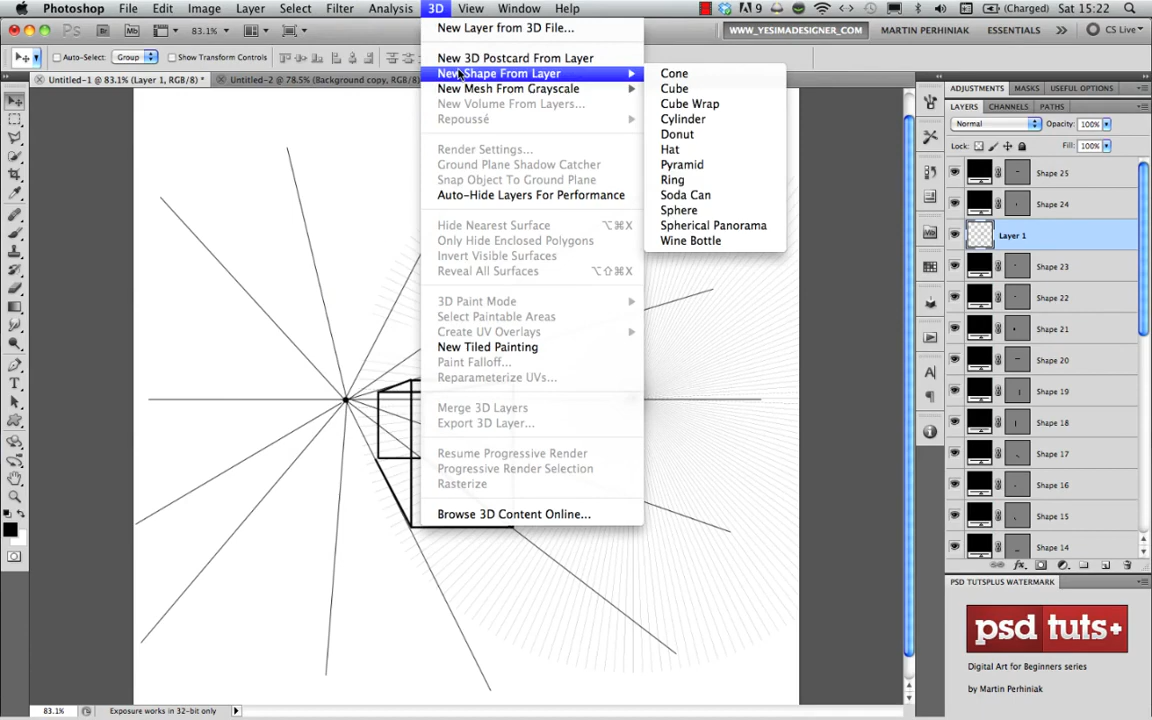 Photoshop File Edit Image Layer Select Filter Analysis 3D View Window Help 9 (Charged) Sat 15:22
Br Mb 83.1% WWW.YESIMADESIGNER.COM MARTIN PERHINIAK ESSENTIALS CS Live
Auto-Select: Group Show Transform Controls
Untitled-1 @ 83.1% (Layer 1, RGB/8) * Untitled-2 @ 78.5% (Background copy, RGB/8)
New Layer from 3D File...
New 3D Postcard From Layer
New Shape From Layer
New Mesh From Grayscale
New Volume From Layers...
Repoussé
Render Settings...
Ground Plane Shadow Catcher
Snap Object To Ground Plane
Auto-Hide Layers For Performance
Hide Nearest Surface ⌥⌘X
Only Hide Enclosed Polygons
Invert Visible Surfaces
Reveal All Surfaces ⌥⇧⌘X
3D Paint Mode
Select Paintable Areas
Create UV Overlays
New Tiled Painting
Paint Falloff...
Reparameterize UVs...
Merge 3D Layers
Export 3D Layer...
Resume Progressive Render
Progressive Render Selection
Rasterize
Browse 3D Content Online...
Cone
Cube
Cube Wrap
Cylinder
Donut
Hat
Pyramid
Ring
Soda Can
Sphere
Spherical Panorama
Wine Bottle
ADJUSTMENTS MASKS USEFUL OPTIONS
LAYERS CHANNELS PATHS
Normal Opacity: 100%
Lock: Fill: 100%
Shape 25
Shape 24
Layer 1
Shape 23
Shape 22
Shape 21
Shape 20
Shape 19
Shape 18
Shape 17
Shape 16
Shape 15
Shape 14
PSD TUTSPLUS WATERMARK
psd tuts+
Digital Art for Beginners series
by Martin Perhiniak
83.1% Exposure works in 32-bit only